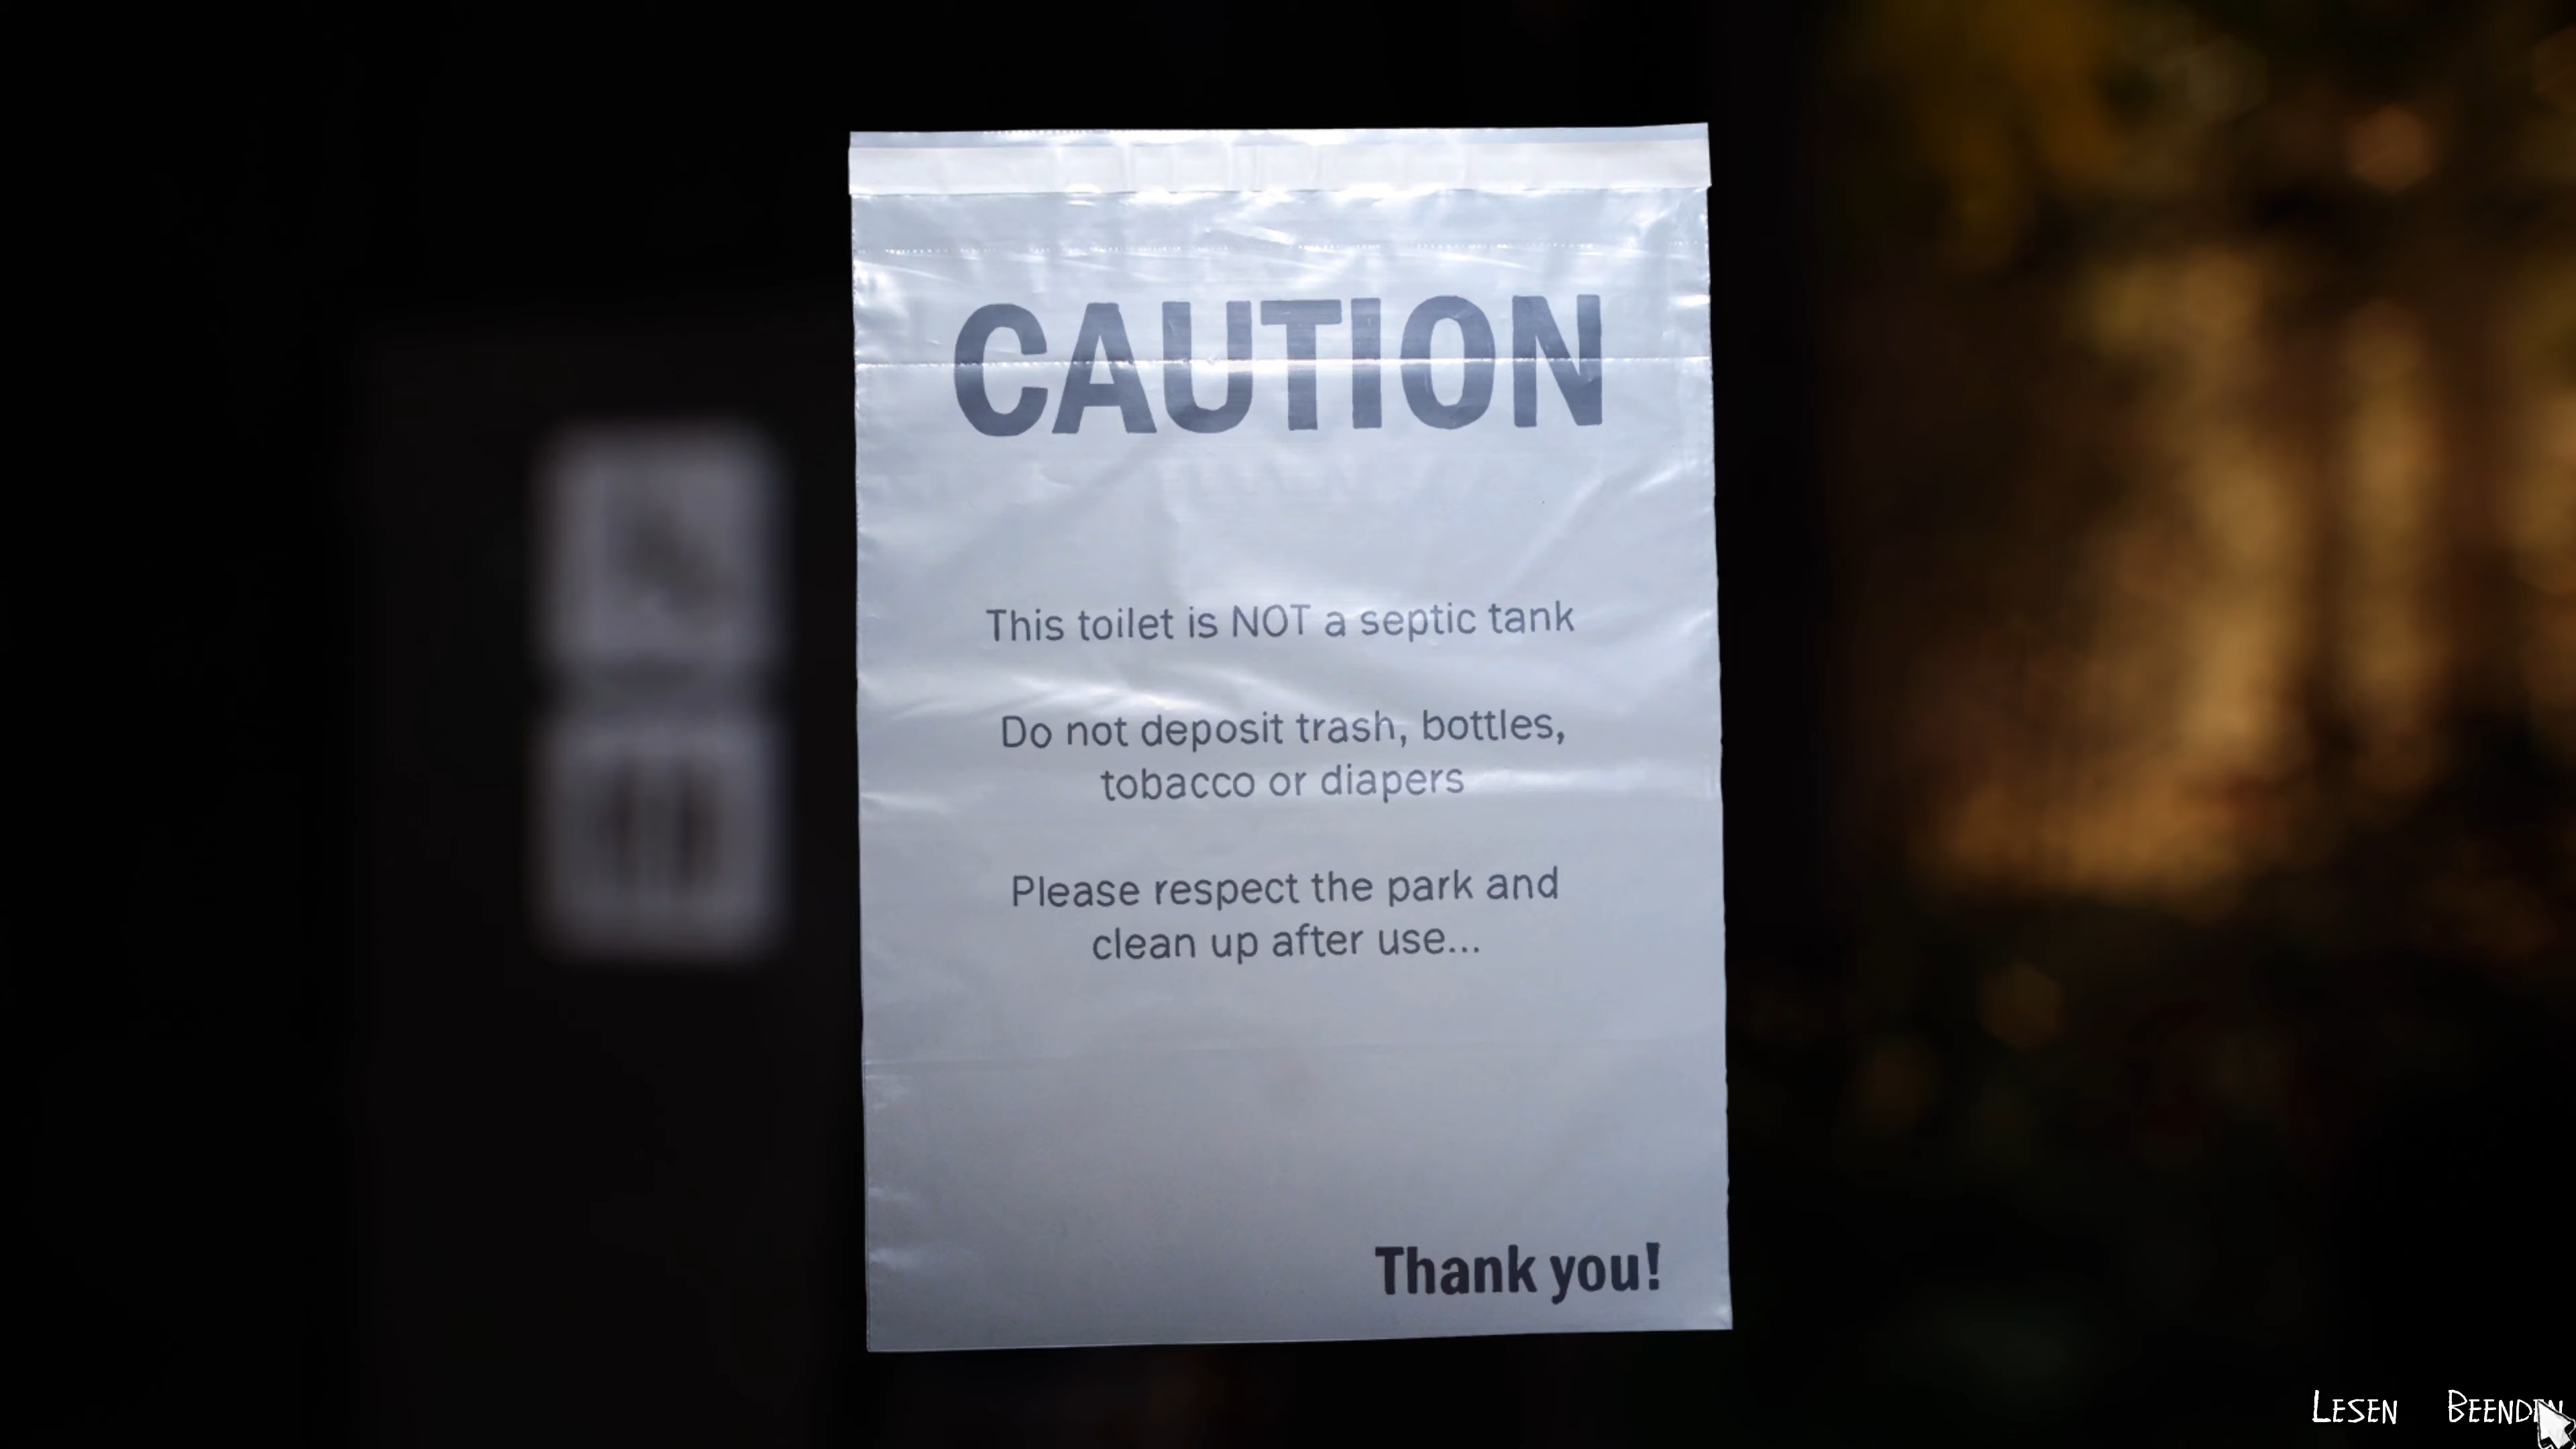 CAUTION
This toilet is NOT a septic tank
Do not deposit trash, bottles,
tobacco or diapers
Please respect the park and
clean up after use...
Thank you!
LESEN BEENDEN